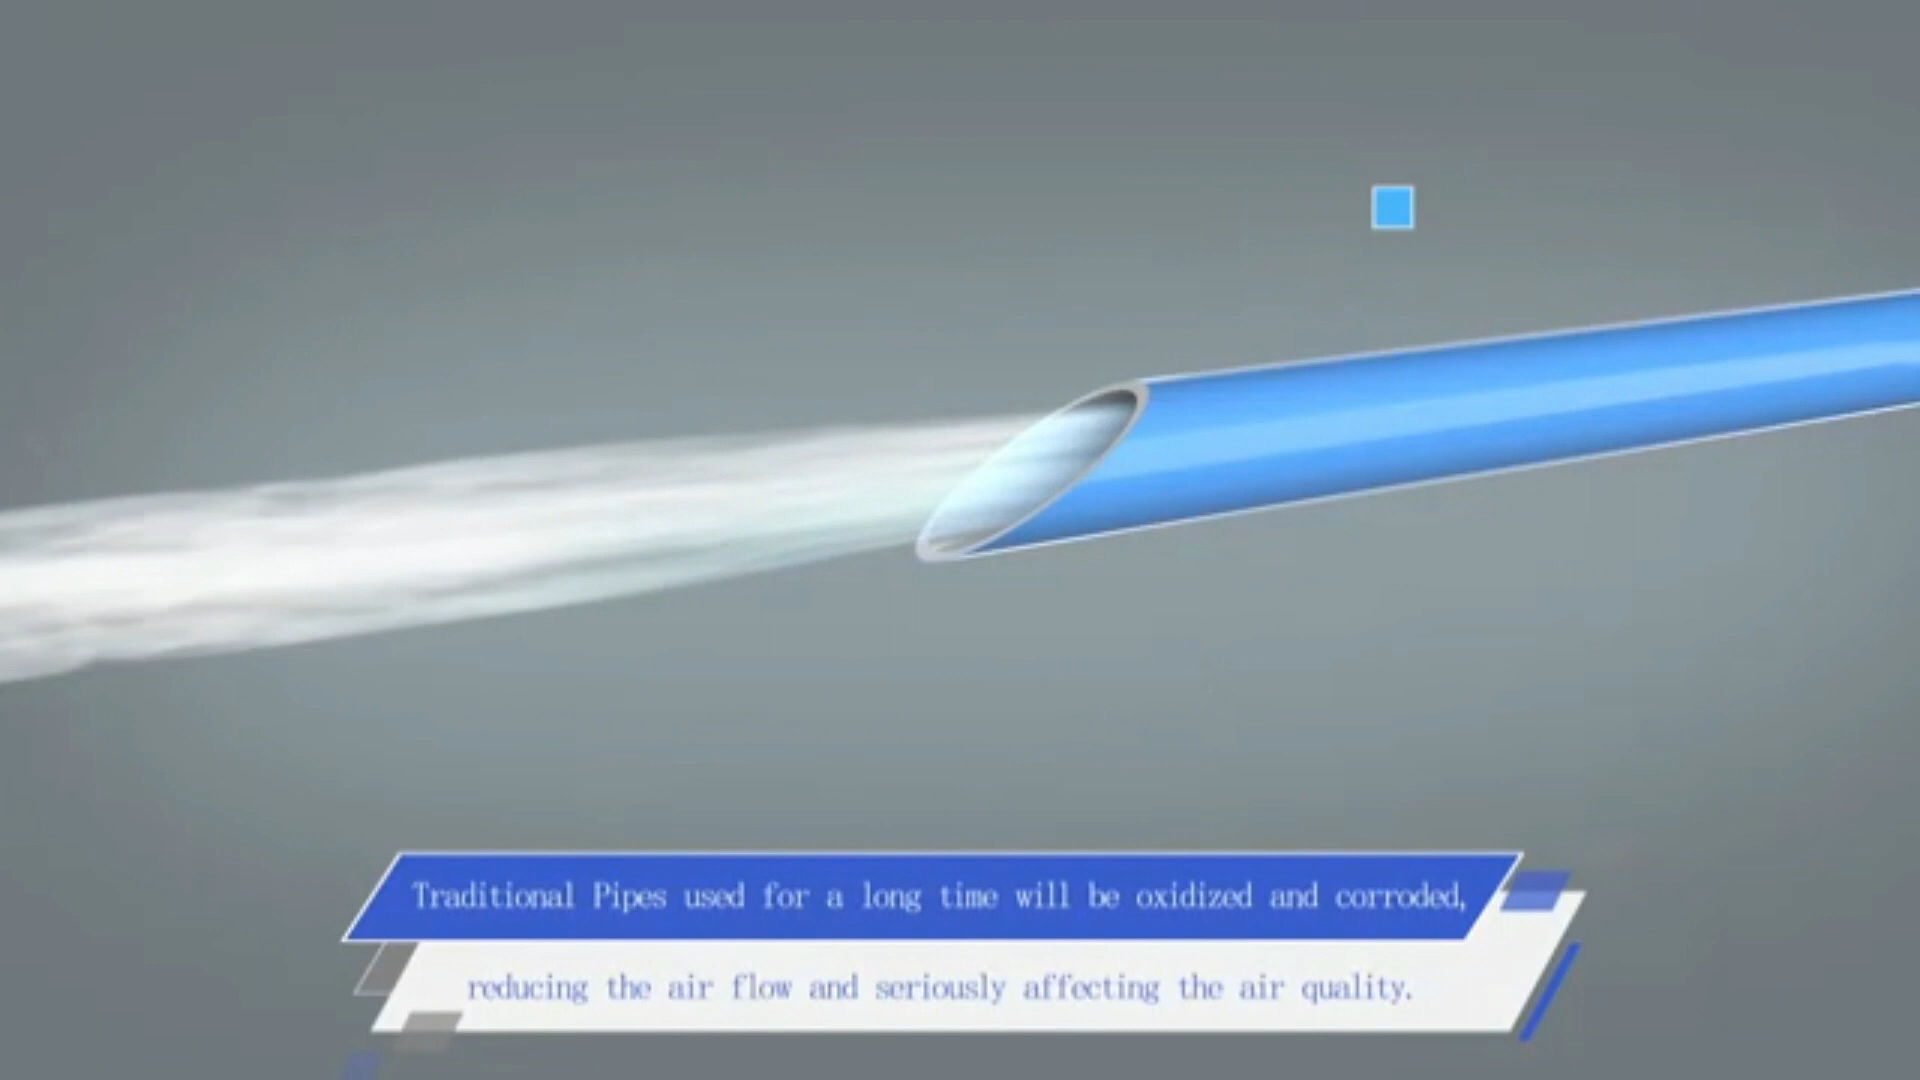 Traditional Pipes used for a long time will be oxidized and corroded,
reducing the air flow and seriously affecting the air quality.